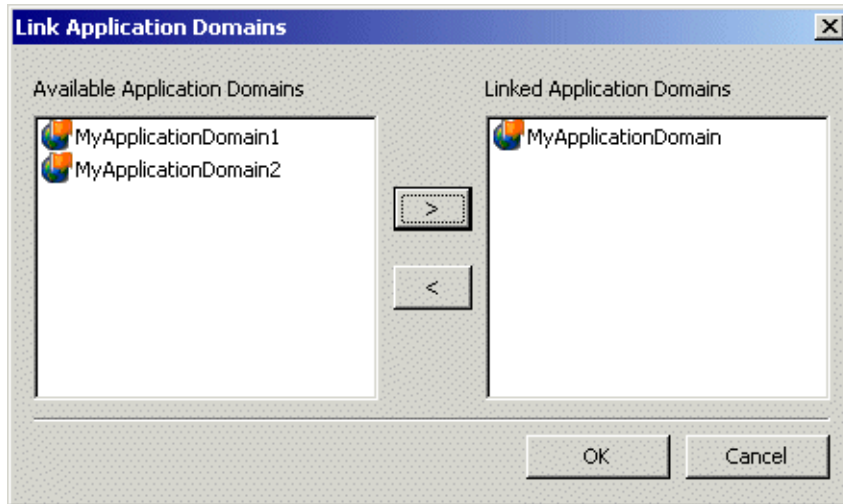 Link Application Domains
Available Application Domains
Linked Application Domains
MyApplicationDomain1
MyApplicationDomain2
MyApplicationDomain
>
<
OK
Cancel